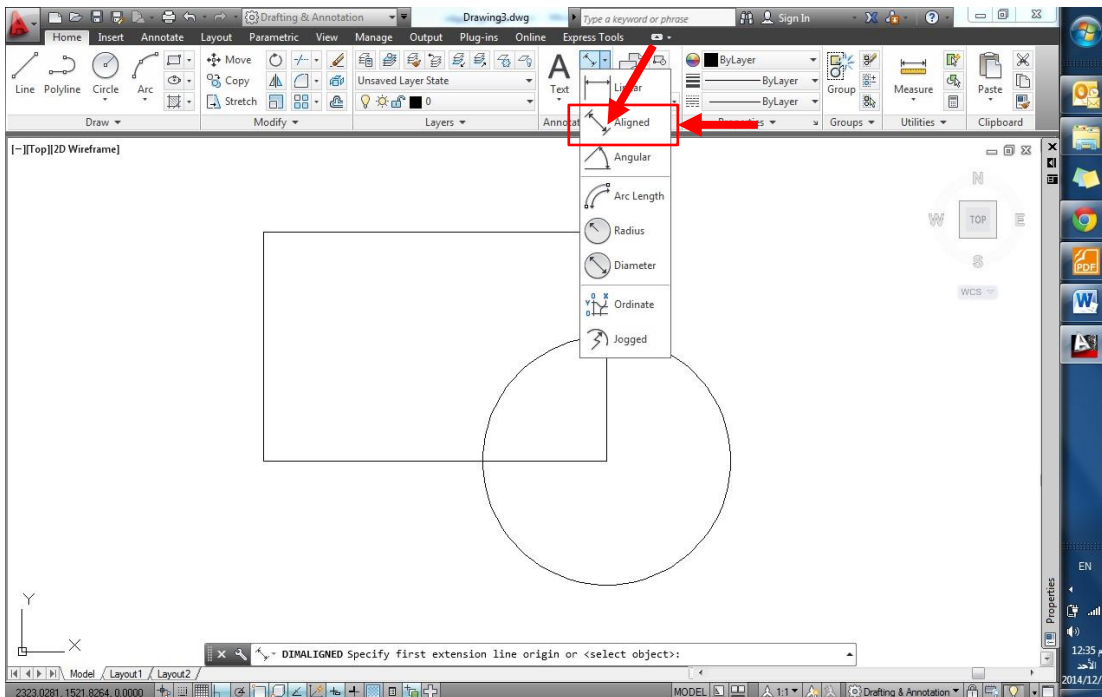 Drafting & Annotation
Drawing3.dwg
Type a keyword or phrase
Sign In
Home Insert Annotate Layout Parametric View Manage Output Plug-ins Online Express Tools
Line Polyline Circle Arc
Move
Copy
Stretch
Unsaved Layer State
0
Text
ByLayer
ByLayer
ByLayer
Group
Measure
Paste
Draw Modify Layers Groups Utilities Clipboard
Aligned
Angular
Arc Length
Radius
Diameter
Ordinate
Jogged
[−][Top][2D Wireframe]
N
W TOP E
S
WCS
PDF
EN
Properties
Y
X
DIMALIGNED Specify first extension line origin or <select object>:
Model Layout1 Layout2
2323.0281, 1521.8264, 0.0000
MODEL
1:1
Drafting & Annotation
12:35
الأحد
2014/12/